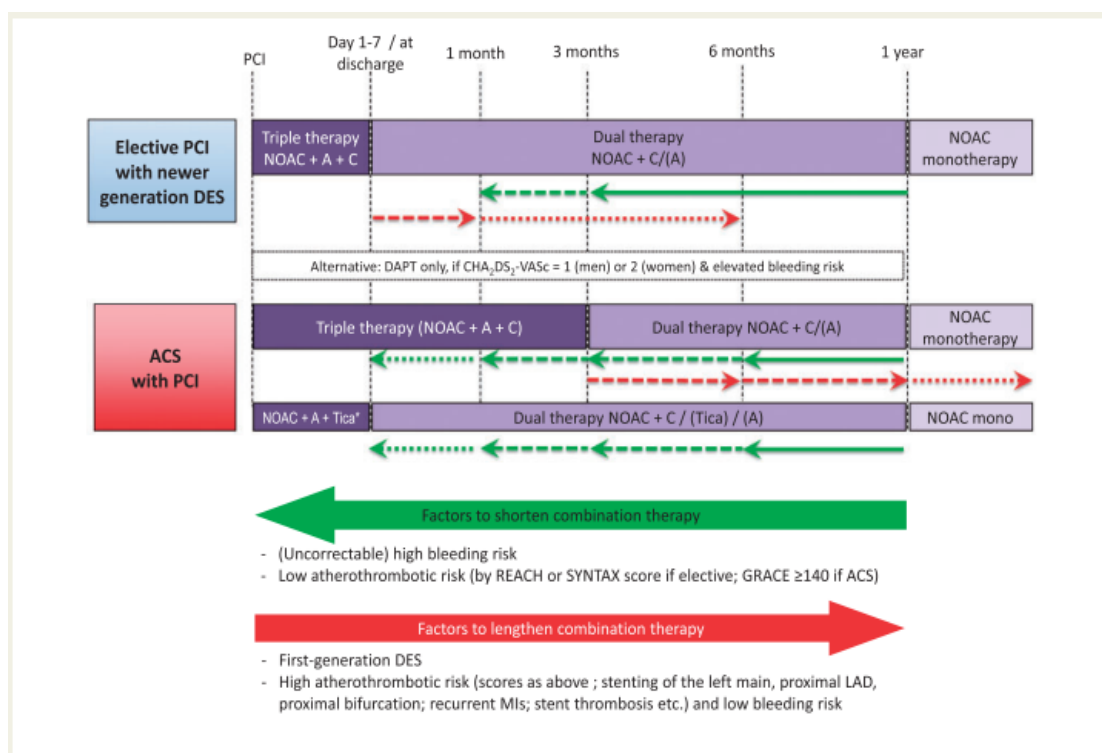 PCI
Day 1-7 / at
discharge
1 month
3 months
6 months
1 year
Elective PCI
with newer
generation DES
Triple therapy
NOAC + A + C
Dual therapy
NOAC + C/(A)
NOAC
monotherapy
Alternative: DAPT only, if CHA₂DS₂-VASc = 1 (men) or 2 (women) & elevated bleeding risk
ACS
with PCI
Triple therapy (NOAC + A + C)
Dual therapy NOAC + C/(A)
NOAC
monotherapy
NOAC + A + Tica*
Dual therapy NOAC + C / (Tica) / (A)
NOAC mono
Factors to shorten combination therapy
- (Uncorrectable) high bleeding risk
- Low atherothrombotic risk (by REACH or SYNTAX score if elective; GRACE ≥140 if ACS)
Factors to lengthen combination therapy
- First-generation DES
- High atherothrombotic risk (scores as above ; stenting of the left main, proximal LAD,
proximal bifurcation; recurrent MIs; stent thrombosis etc.) and low bleeding risk